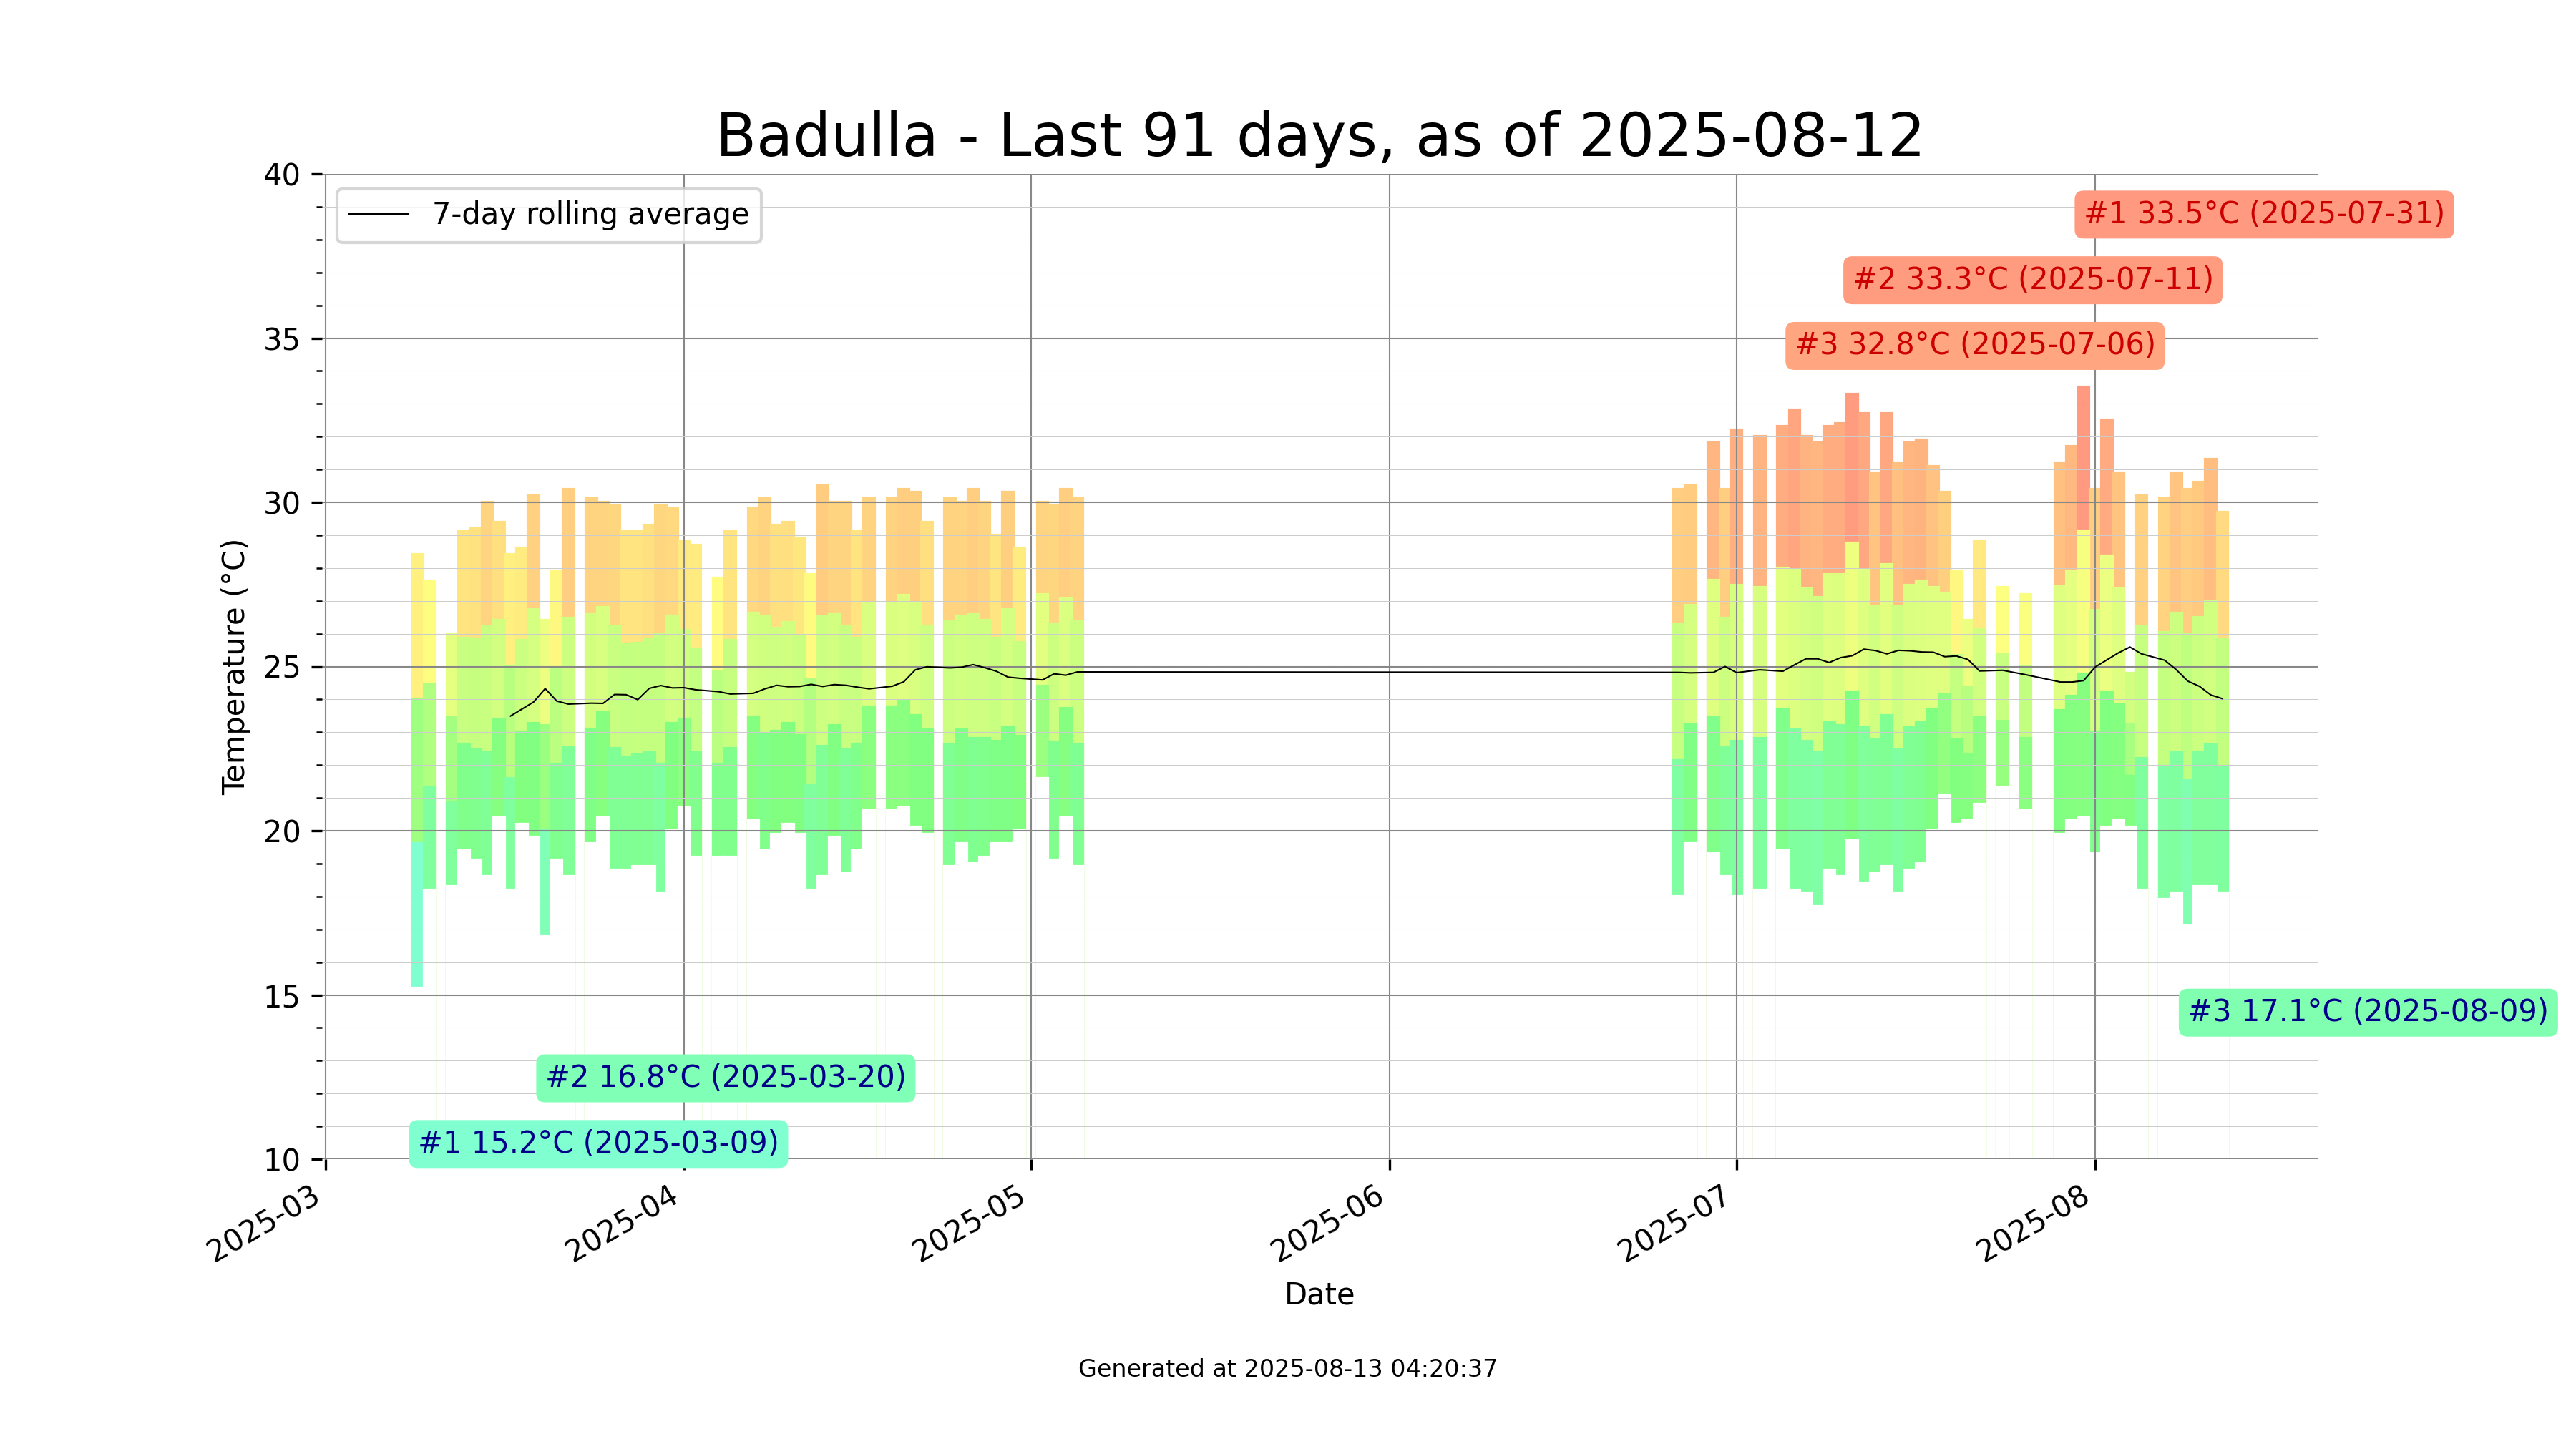 Badulla - Last 91 days, as of 2025-08-12
40
35
30
25
20
15
10
Temperature (°C)
7-day rolling average
#1 33.5°C (2025-07-31)
#2 33.3°C (2025-07-11)
#3 32.8°C (2025-07-06)
#3 17.1°C (2025-08-09)
#2 16.8°C (2025-03-20)
#1 15.2°C (2025-03-09)
2025-03
2025-04
2025-05
2025-06
2025-07
2025-08
Date
Generated at 2025-08-13 04:20:37